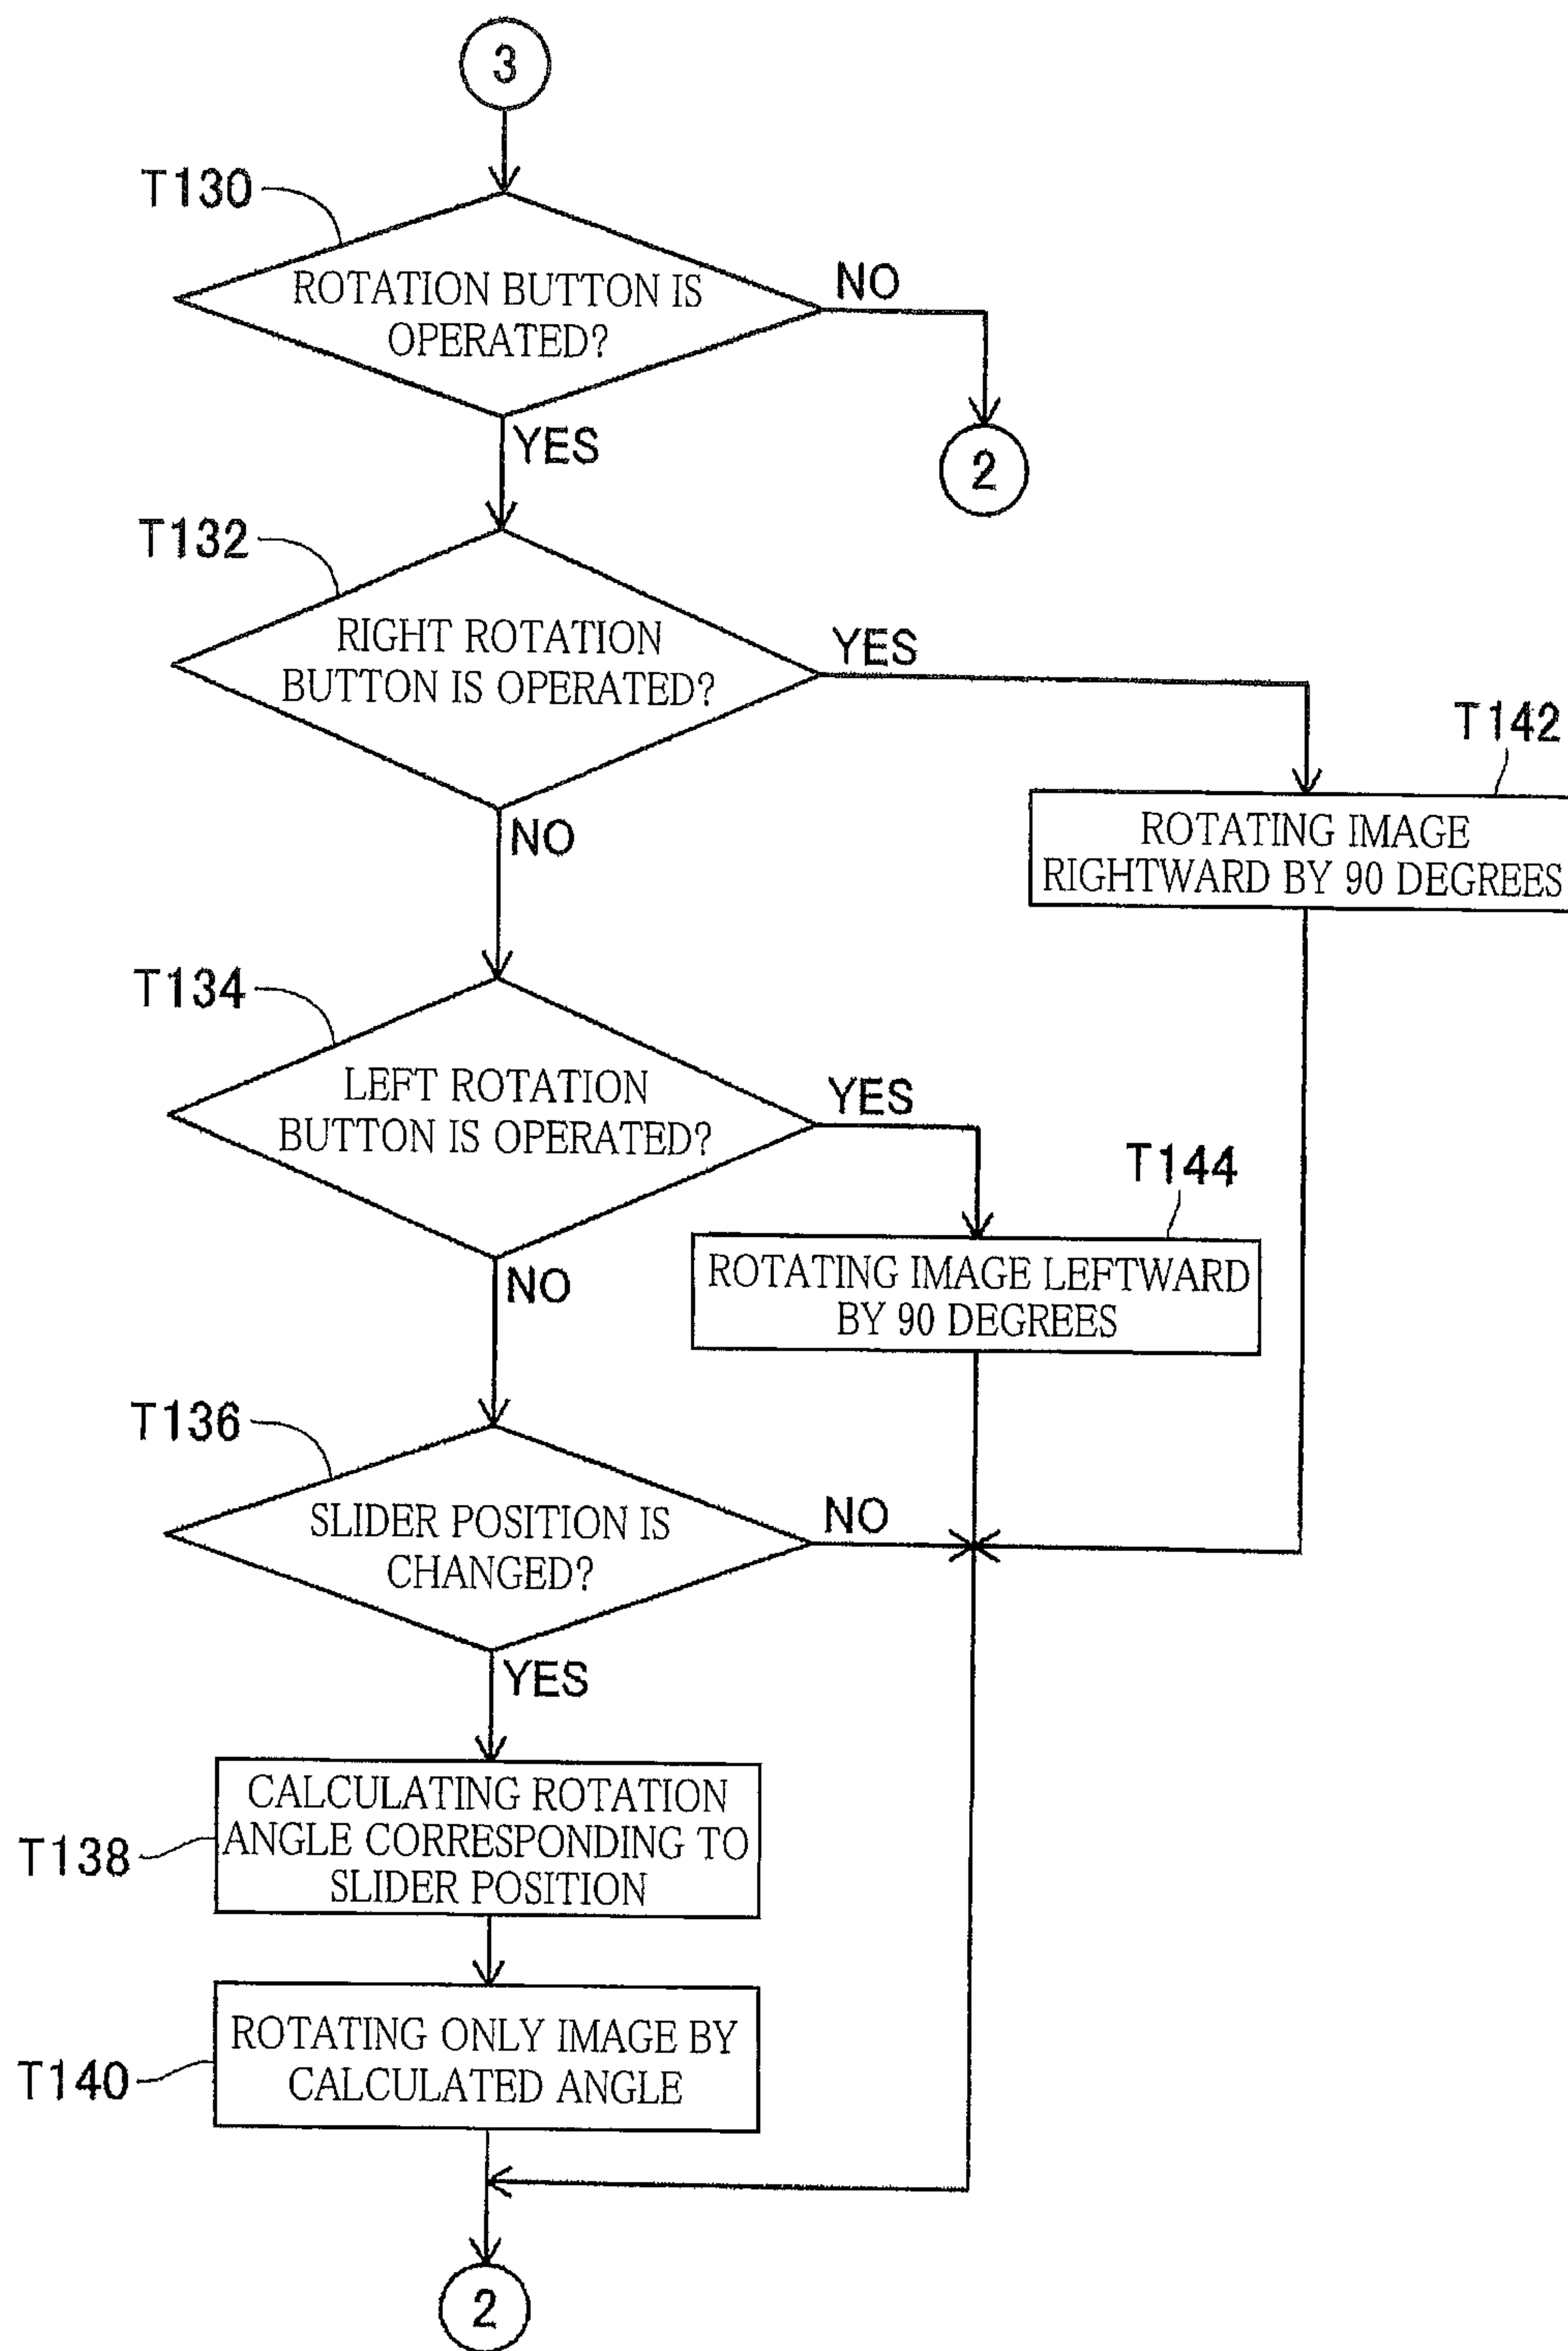 3
T130
ROTATION BUTTON IS
OPERATED?
NO
2
YES
T132
RIGHT ROTATION
BUTTON IS OPERATED?
YES
T142
ROTATING IMAGE
RIGHTWARD BY 90 DEGREES
NO
T134
LEFT ROTATION
BUTTON IS OPERATED?
YES
T144
ROTATING IMAGE LEFTWARD
BY 90 DEGREES
NO
T136
SLIDER POSITION IS
CHANGED?
NO
YES
T138
CALCULATING ROTATION
ANGLE CORRESPONDING TO
SLIDER POSITION
T140
ROTATING ONLY IMAGE BY
CALCULATED ANGLE
2